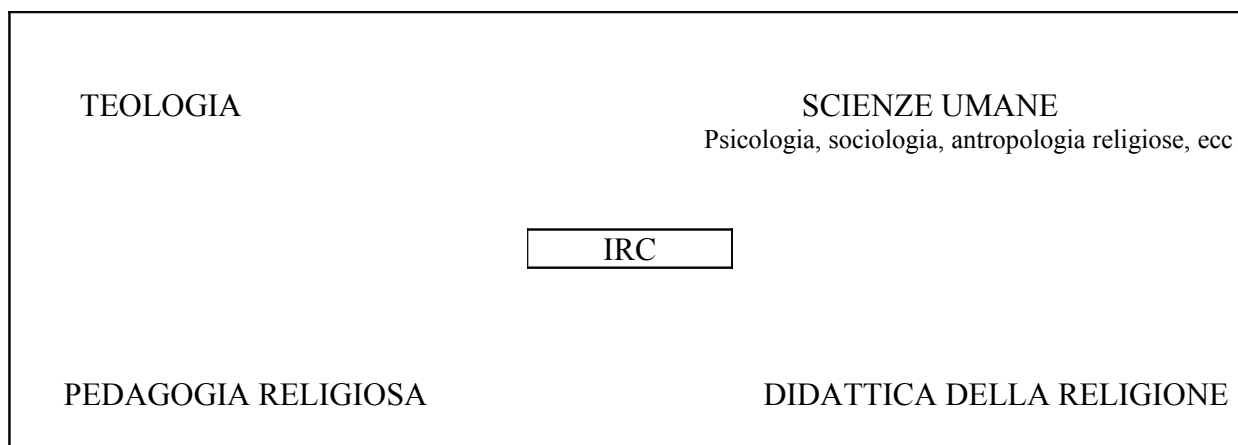 TEOLOGIA
SCIENZE UMANE
Psicologia, sociologia, antropologia religiose, ecc
IRC
PEDAGOGIA RELIGIOSA
DIDATTICA DELLA RELIGIONE